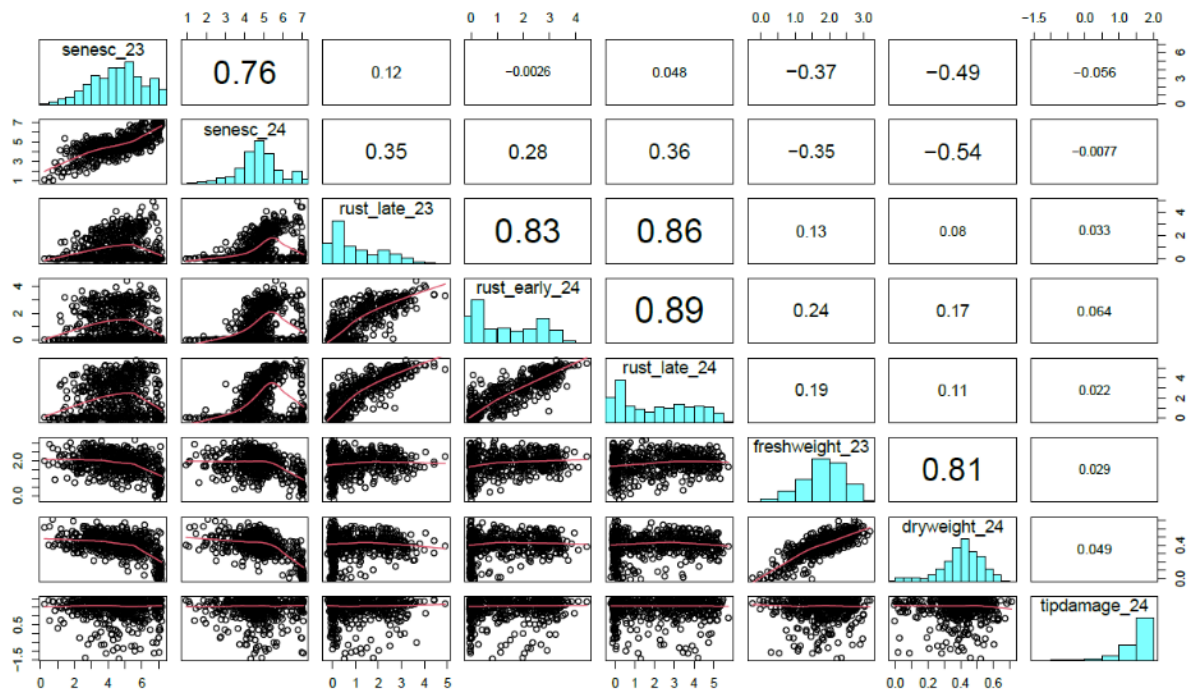 1 2 3 4 5 6 7 0 1 2 3 4 0.0 1.0 2.0 3.0 −1.5 0.0 1.0 2.0
senesc_23 0.76 0.12 −0.0026 0.048 −0.37 −0.49 −0.056 0 3 6
1 3 5 7 senesc_24 0.35 0.28 0.36 −0.35 −0.54 −0.0077
rust_late_23 0.83 0.86 0.13 0.08 0.033 0 2 4
0 2 4 rust_early_24 0.89 0.24 0.17 0.064
rust_late_24 0.19 0.11 0.022 0 2 4
0.0 1.0 2.0 freshweight_23 0.81 0.029
dryweight_24 0.049 0.0 0.4
−1.5 0.5 tipdamage_24
0 2 4 6 0 1 2 3 4 5 0 1 2 3 4 5 0.0 0.2 0.4 0.6